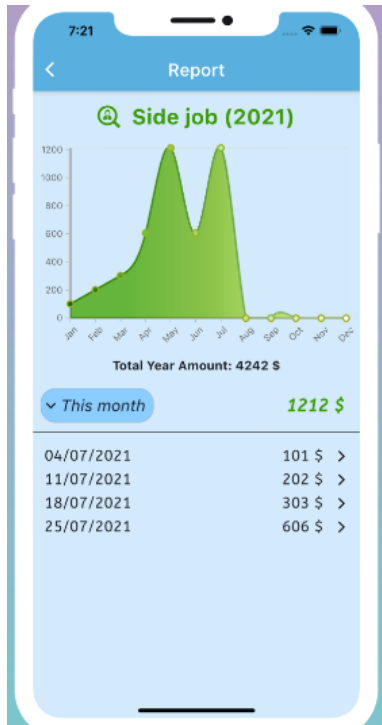 7:21
Report
Side job (2021)
1200
1000
800
600
400
200
0
Jan Feb Mar Apr May Jun Jul Aug Sep Oct Nov Dec
Total Year Amount: 4242 $
This month 1212 $
04/07/2021 101 $
11/07/2021 202 $
18/07/2021 303 $
25/07/2021 606 $